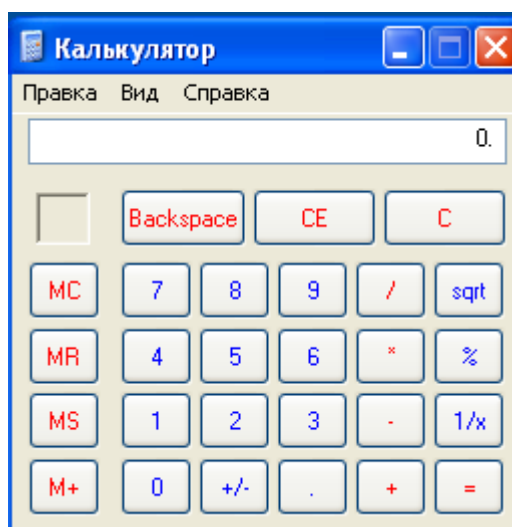 Калькулятор
Правка Вид Справка
0.
Backspace CE C
MC 7 8 9 / sqrt
MR 4 5 6 * %
MS 1 2 3 - 1/x
M+ 0 +/- . + =